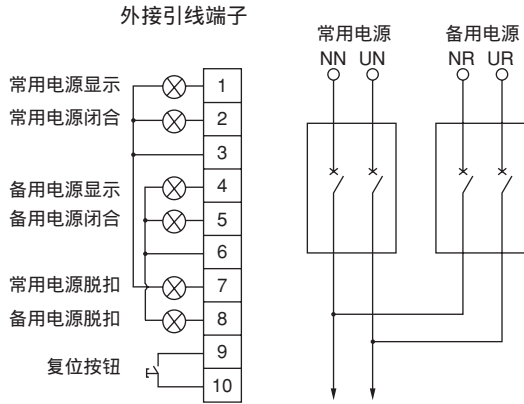 外接引线端子
常用电源显示
常用电源闭合
备用电源显示
备用电源闭合
常用电源脱扣
备用电源脱扣
复位按钮
1
2
3
4
5
6
7
8
9
10
常用电源
NN UN
备用电源
NR UR